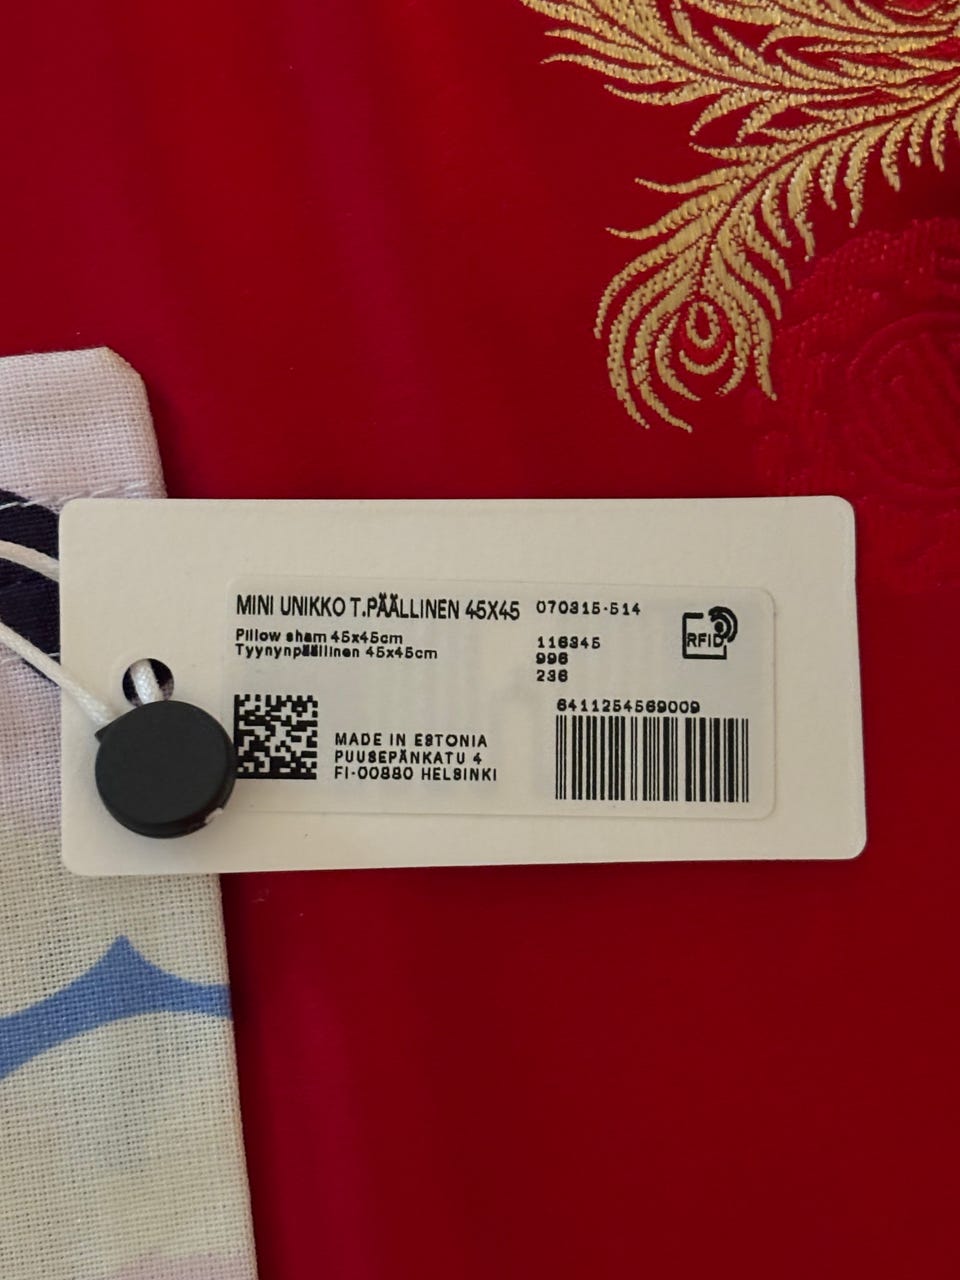 MINI UNIKKO T.PÄÄLLINEN 45X45
070315-514
Pillow sham 45x45cm
Tyynynpäällinen 45x45cm
116345
996
236
RFID
6411254569009
MADE IN ESTONIA
PUUSEPÄNKATU 4
FI-00880 HELSINKI